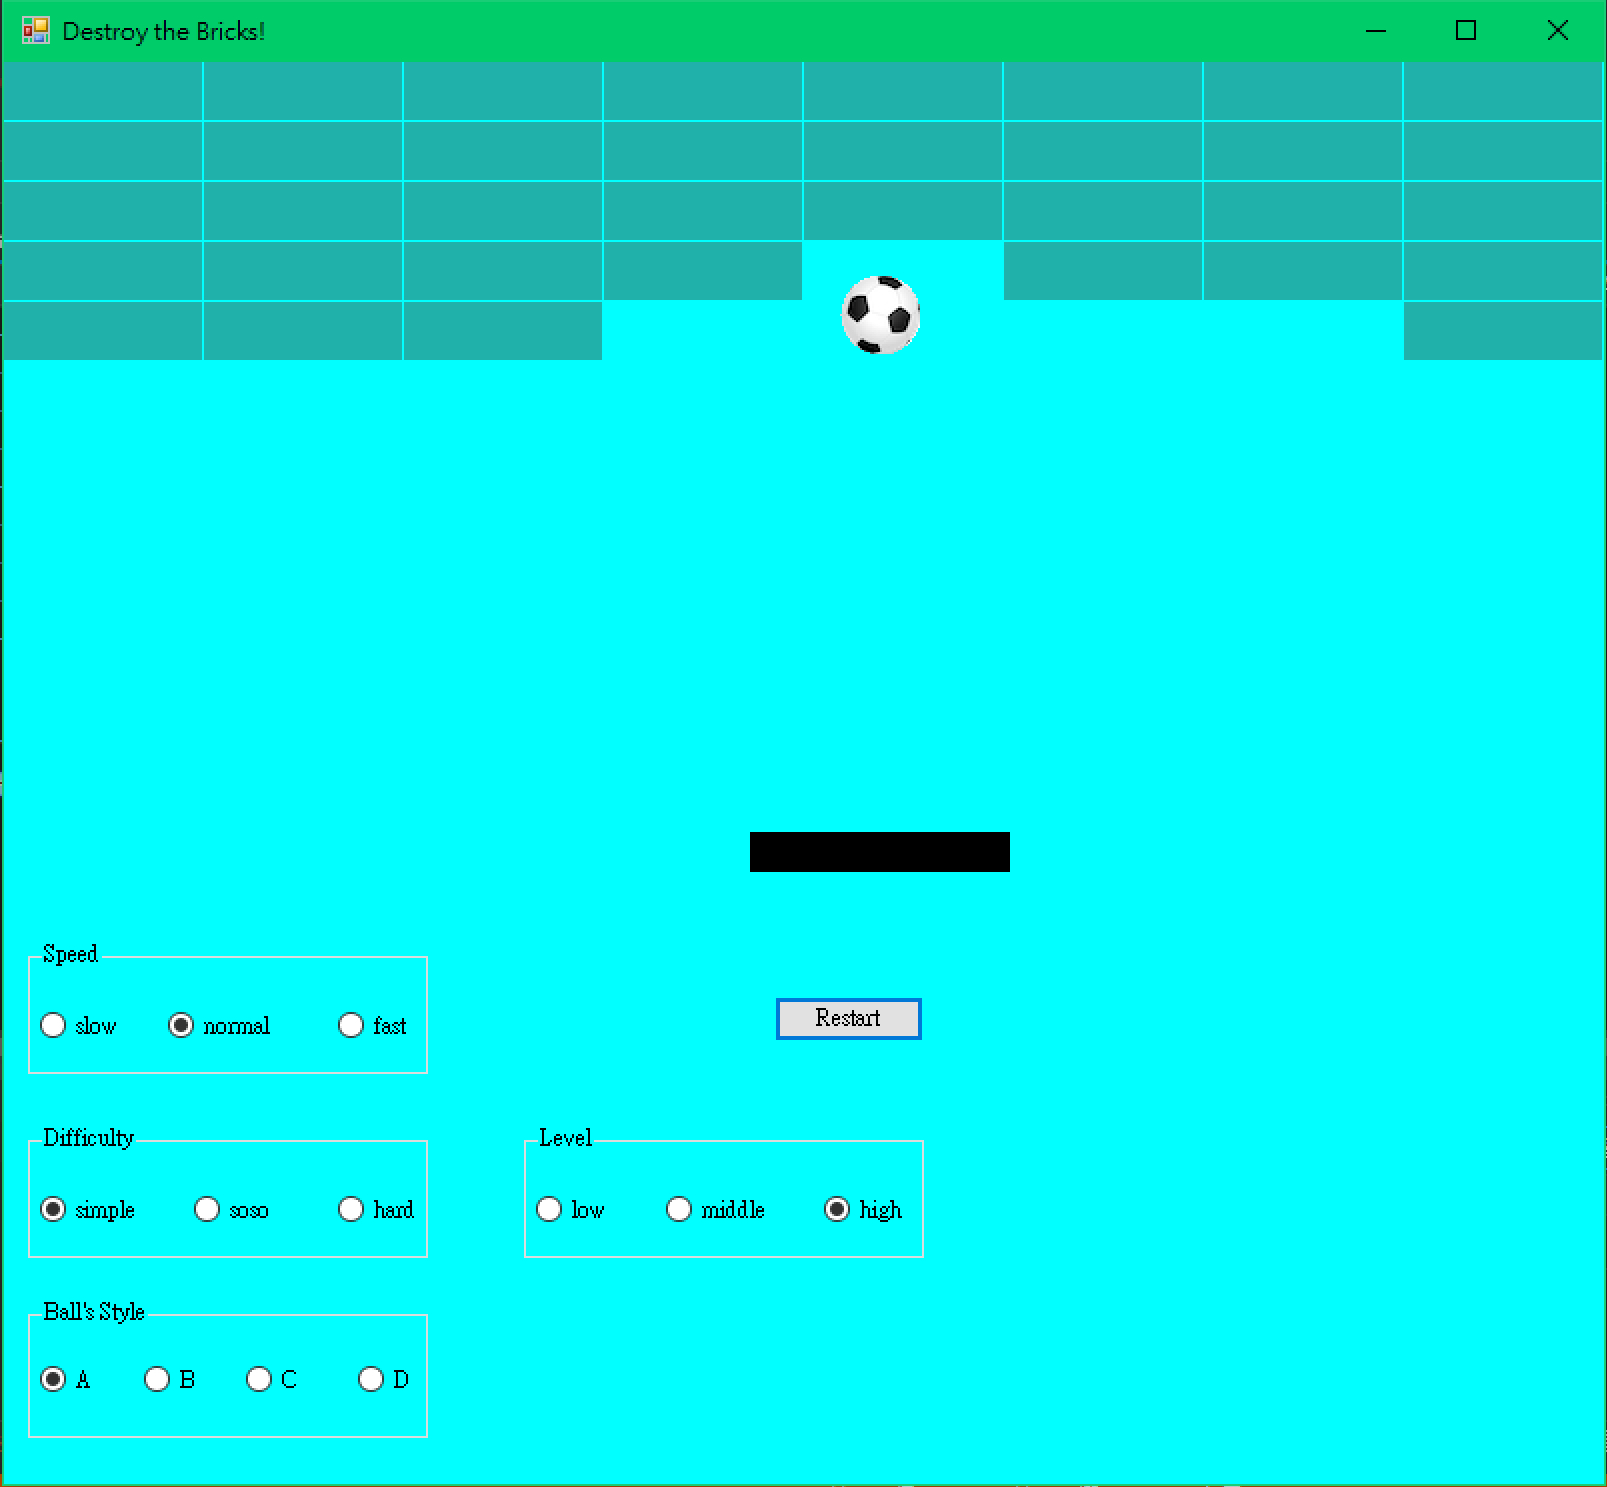 Destroy the Bricks!
Speed
slow normal fast
Restart
Difficulty
simple soso hard
Level
low middle high
Ball's Style
A B C D